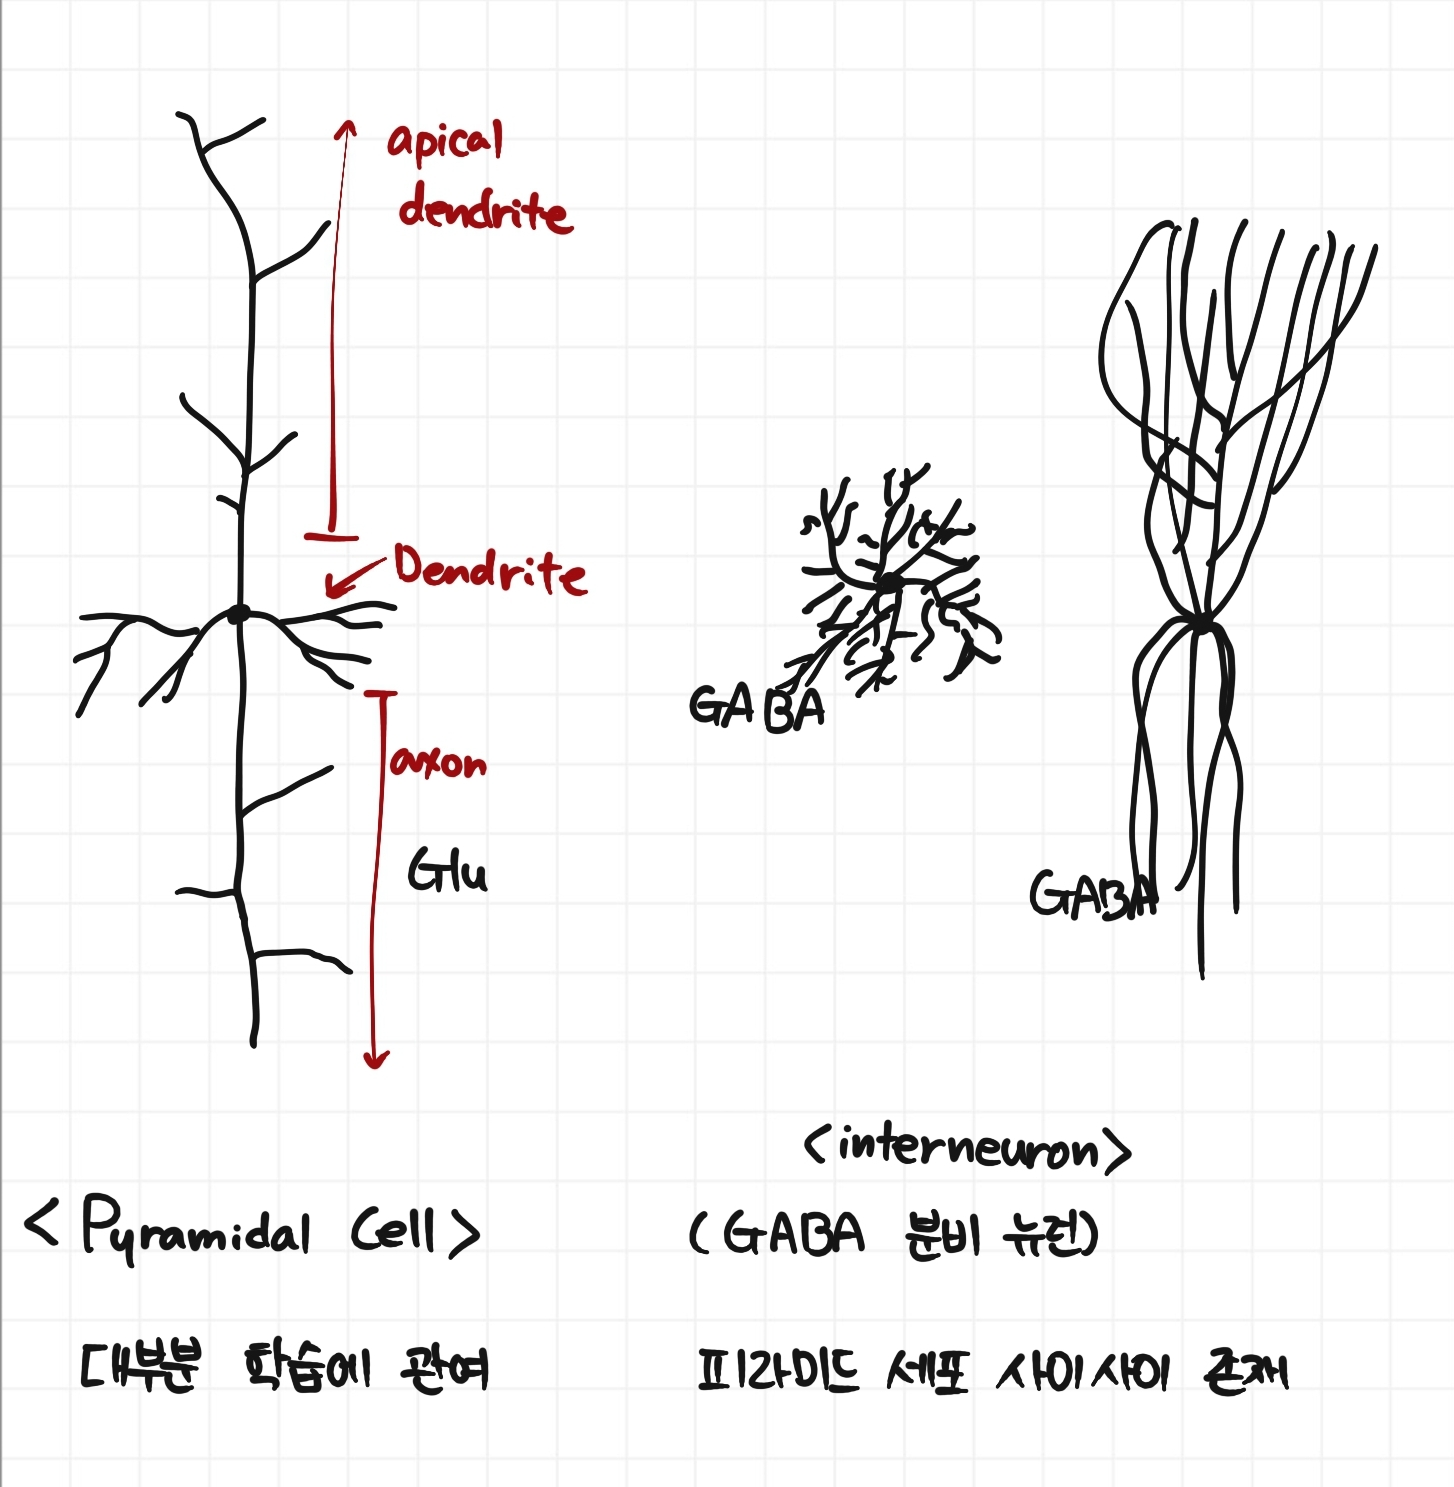 apical
dendrite
Dendrite
axon
Glu
GABA
GABA
<Pyramidal Cell>
대부분 학습에 관여
<interneuron>
(GABA 분비 뉴런)
피라미드 세포 사이사이 존재